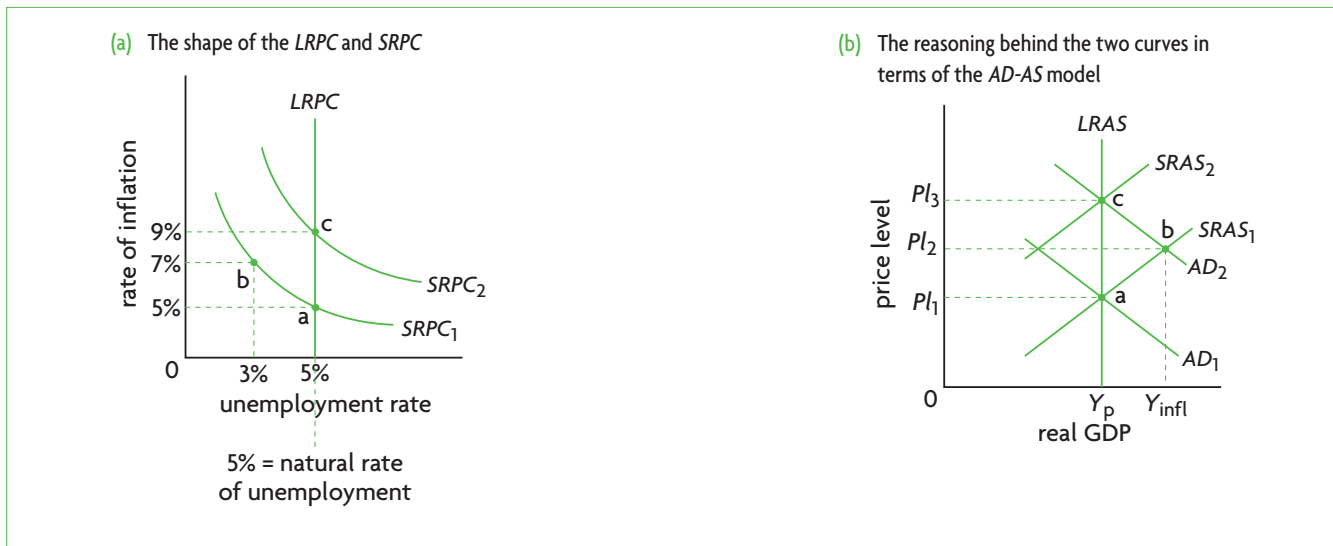 (a) The shape of the LRPC and SRPC
LRPC
rate of inflation
9%
7%
5%
c
b
a
SRPC2
SRPC1
0
3%
5%
unemployment rate
5% = natural rate
of unemployment
(b) The reasoning behind the two curves in
terms of the AD-AS model
LRAS
SRAS2
price level
Pl3
c
b
SRAS1
Pl2
AD2
Pl1
a
AD1
0
Yp
Yinfl
real GDP